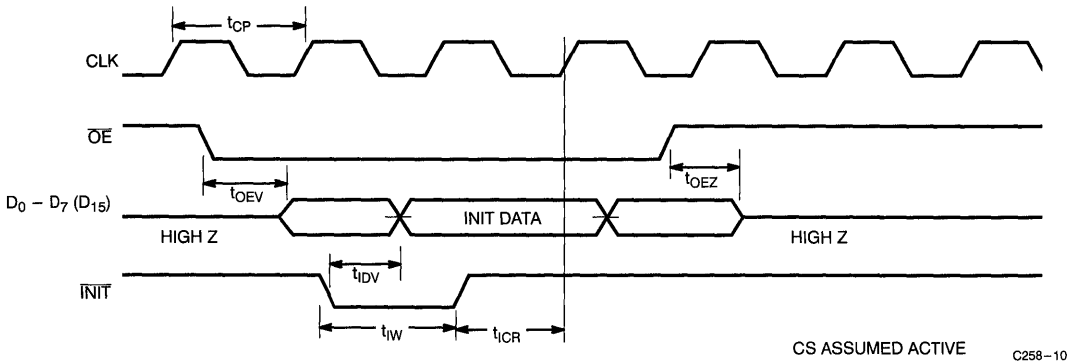 tCP
CLK
OE
tOEV
tOEZ
D0 – D7 (D15)
INIT DATA
HIGH Z
HIGH Z
tIDV
INIT
tIW
tICR
CS ASSUMED ACTIVE
C258–10